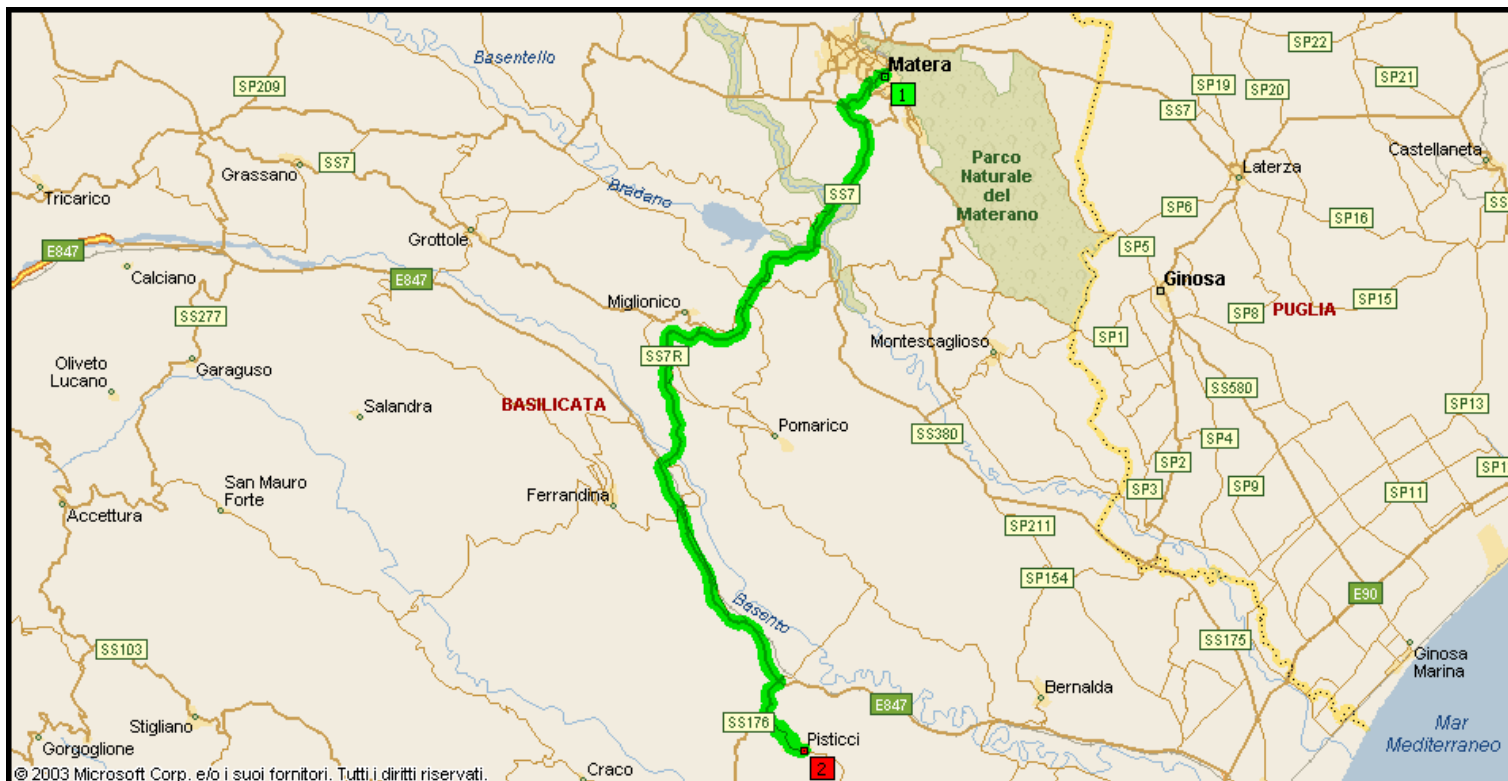 Basentello
Matera
1
SP22
SP19
SP21
SP20
SP209
SS7
Castellaneta
SS7
Grassano
Parco
Naturale
del
Materano
Laterza
Tricarico
Bradano
SS7
SP6
SP16
Grottole
SP5
E847
Calciano
E847
Ginosa
Miglionico
SP15
SP8
PUGLIA
SS277
SP1
Montescaglioso
SS7R
Oliveto
Lucano
Garaguso
SS580
BASILICATA
Salandra
SP13
Pomarico
SS380
SP4
SP2
San Mauro
Forte
SP3
SP9
SP11
Ferrandina
Accettura
SP211
SP154
E90
Basento
SS175
SS103
Ginosa
Marina
Bernalda
E847
Stigliano
SS176
Pisticci
Mar
Mediterraneo
Gorgoglione
2
Craco
© 2003 Microsoft Corp. e/o i suoi fornitori. Tutti i diritti riservati.